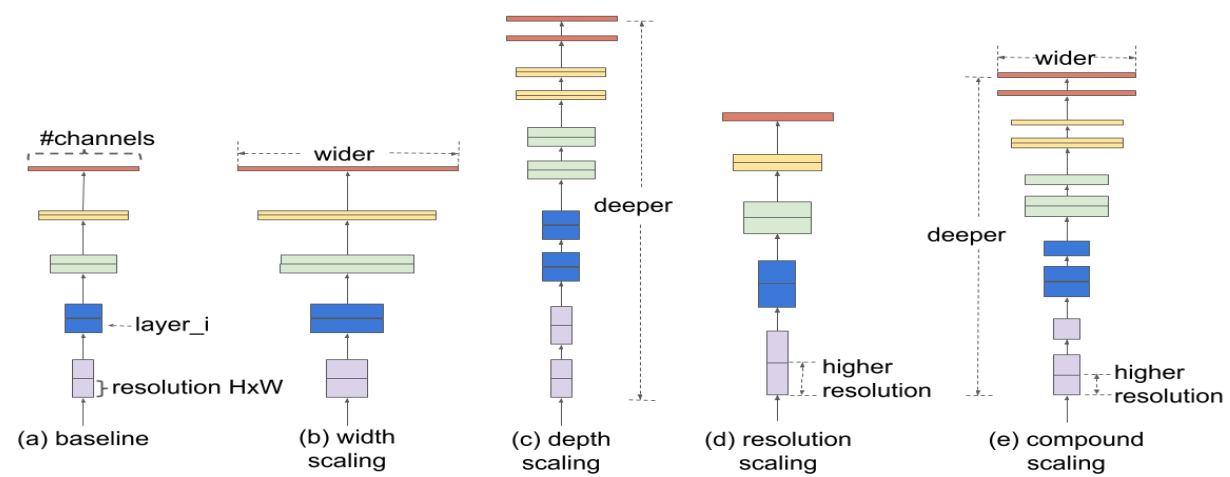 #channels
layer_i
resolution HxW
(a) baseline
wider
(b) width
scaling
deeper
(c) depth
scaling
higher
resolution
(d) resolution
scaling
wider
deeper
higher
resolution
(e) compound
scaling